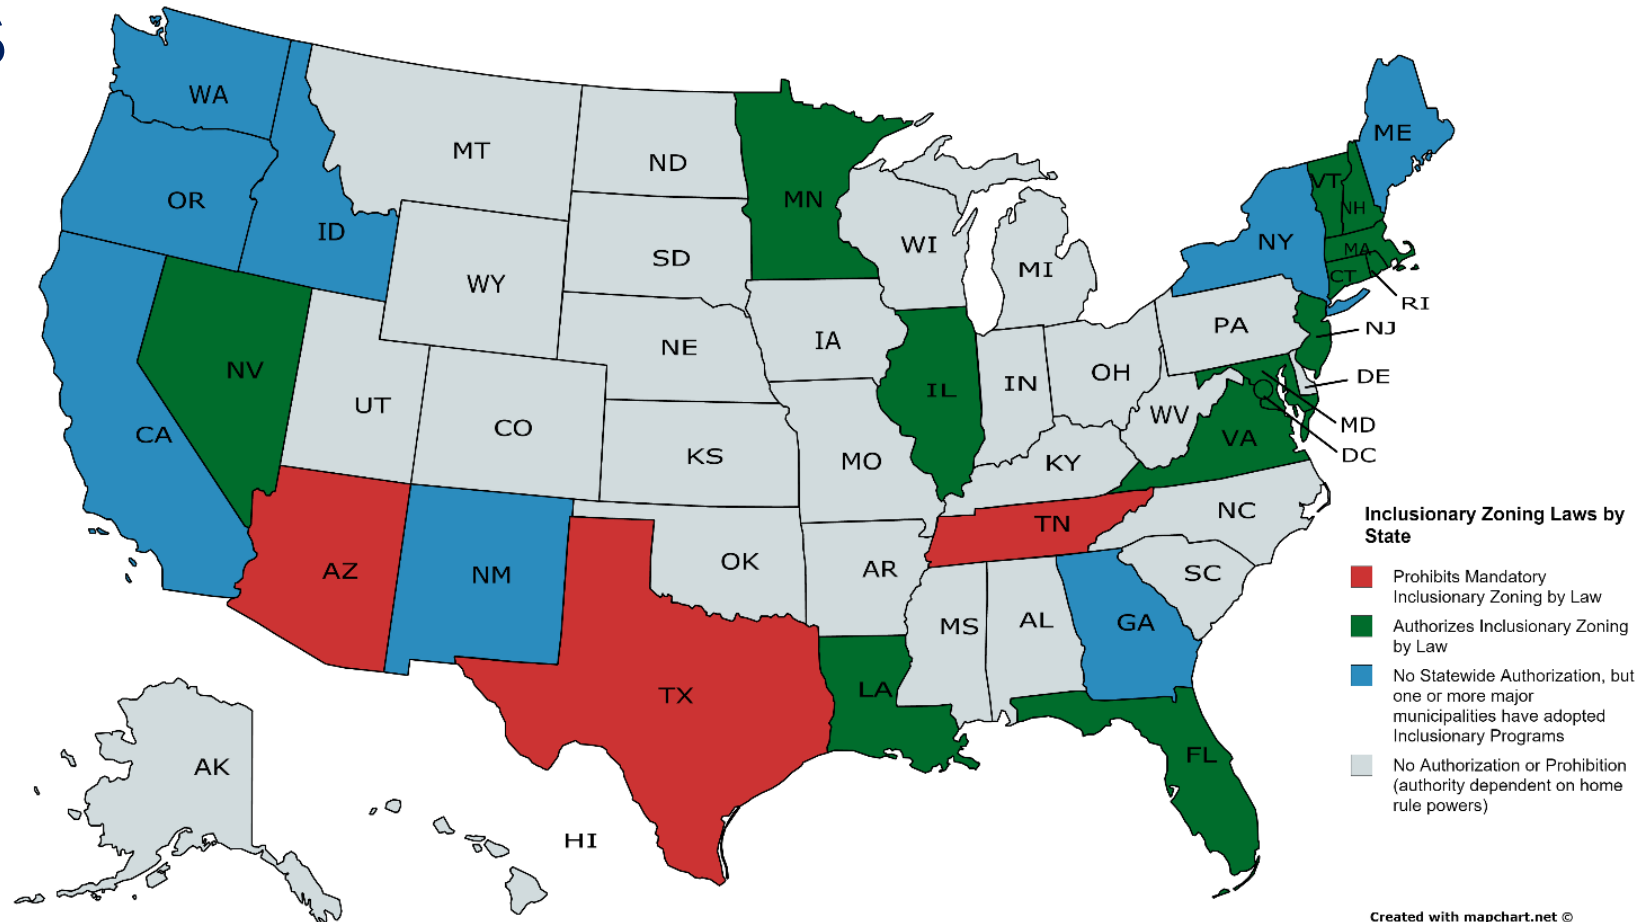 WA
ME
MT
ND
VT
MN
OR
NH
ID
NY
WI
MA
SD
MI
CT
WY
RI
PA
NJ
IA
NE
NV
OH
DE
IN
IL
UT
WV
CO
MD
CA
VA
DC
KS
MO
KY
NC
TN
OK
AR
SC
AZ
NM
MS
AL
GA
LA
TX
FL
AK
HI
Inclusionary Zoning Laws by
State
Prohibits Mandatory
Inclusionary Zoning by Law
Authorizes Inclusionary Zoning
by Law
No Statewide Authorization, but
one or more major
municipalities have adopted
Inclusionary Programs
No Authorization or Prohibition
(authority dependent on home
rule powers)
Created with mapchart.net ©